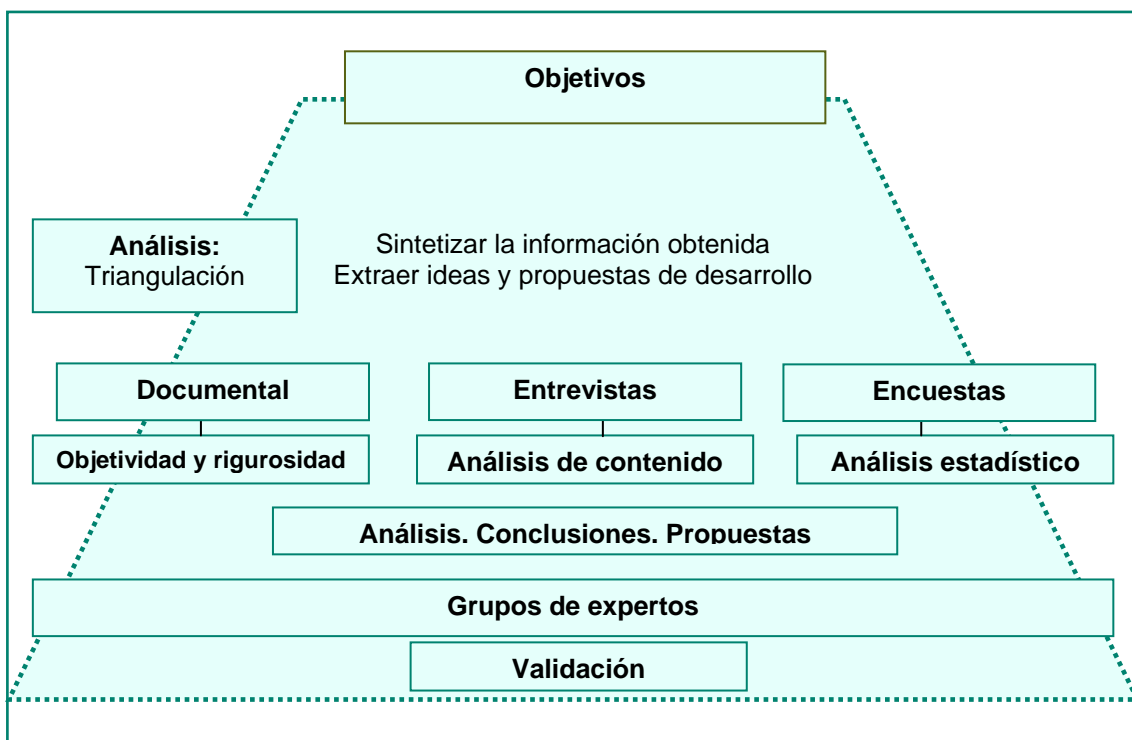 Objetivos
Análisis:
Triangulación
Sintetizar la información obtenida
Extraer ideas y propuestas de desarrollo
Documental
Entrevistas
Encuestas
Objetividad y rigurosidad
Análisis de contenido
Análisis estadístico
Análisis. Conclusiones. Propuestas
Grupos de expertos
Validación